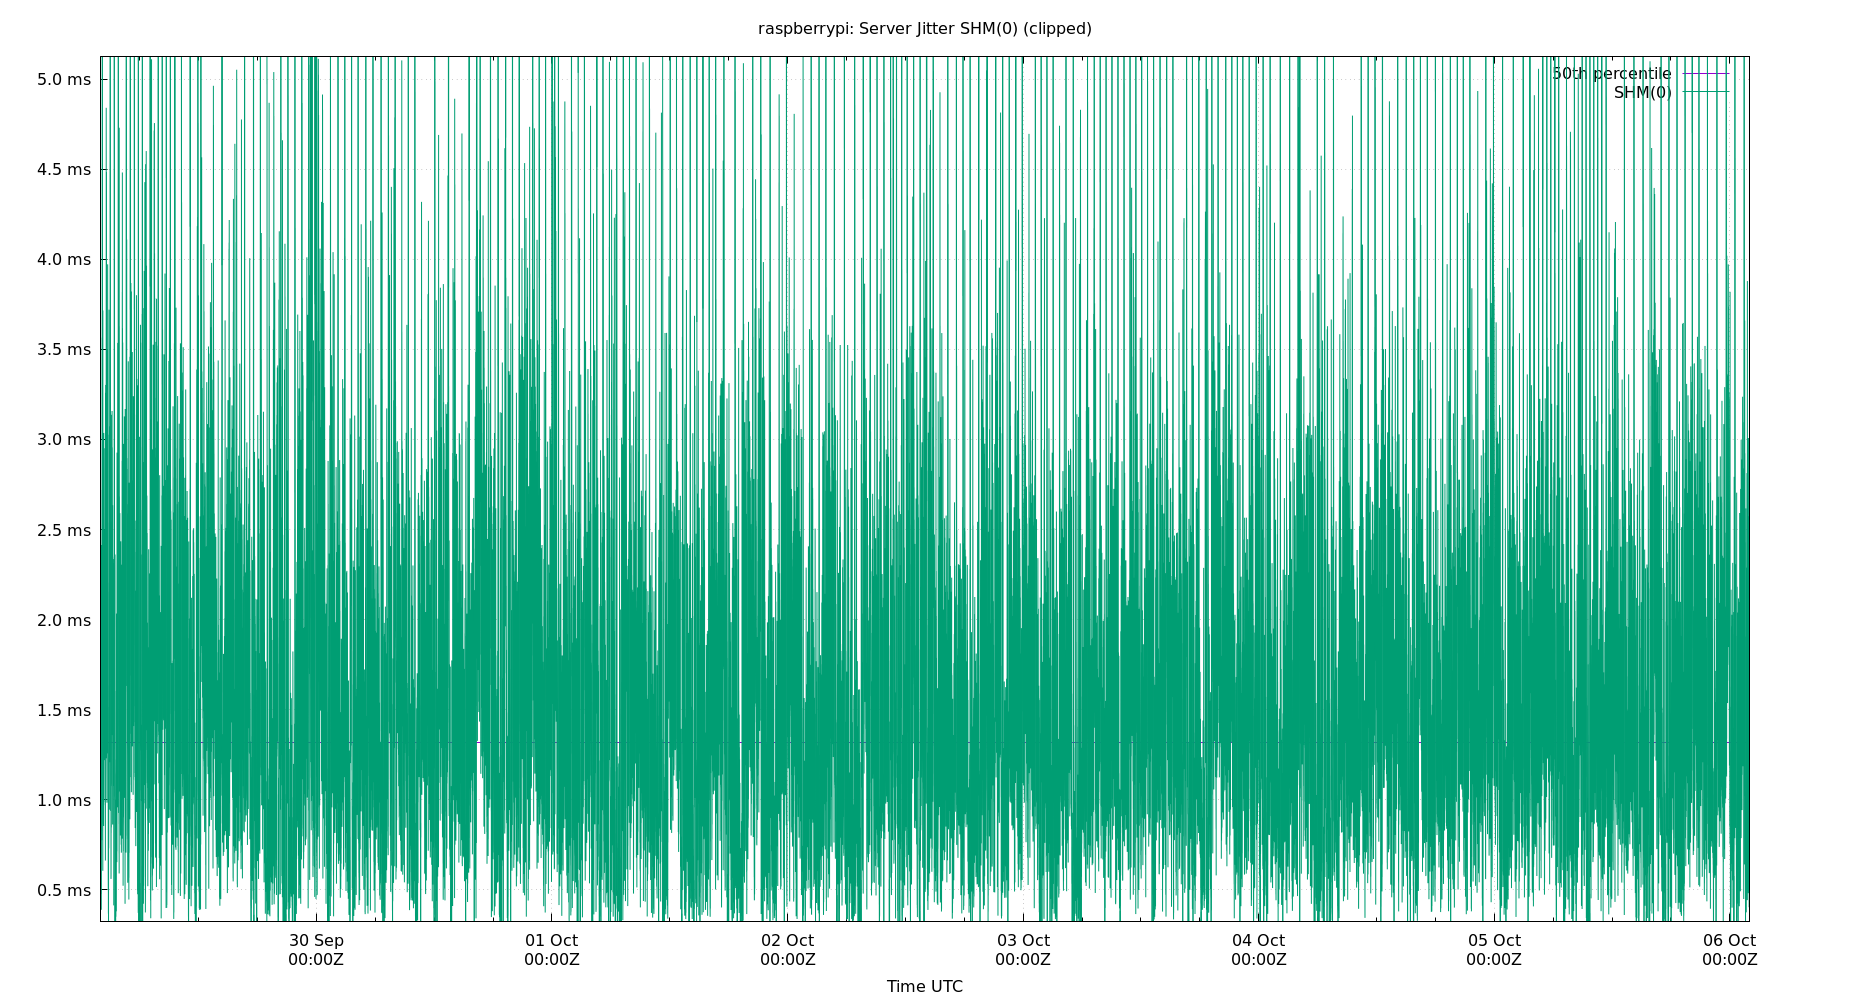 raspberrypi: Server Jitter SHM(0) (clipped)
50th percentile
SHM(0)
5.0 ms
4.5 ms
4.0 ms
3.5 ms
3.0 ms
2.5 ms
2.0 ms
1.5 ms
1.0 ms
0.5 ms
30 Sep 01 Oct 02 Oct 03 Oct 04 Oct 05 Oct 06 Oct
00:00Z 00:00Z 00:00Z 00:00Z 00:00Z 00:00Z 00:00Z
Time UTC